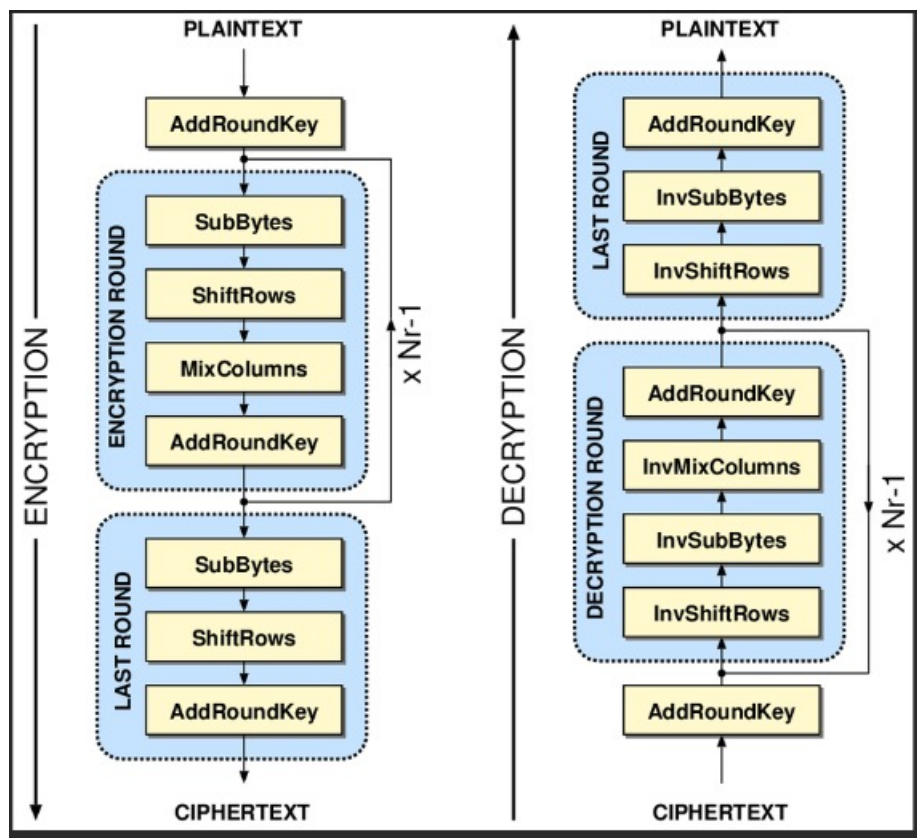 ENCRYPTION
PLAINTEXT
AddRoundKey
ENCRYPTION ROUND
SubBytes
ShiftRows
MixColumns
AddRoundKey
x Nr-1
LAST ROUND
SubBytes
ShiftRows
AddRoundKey
CIPHERTEXT
DECRYPTION
PLAINTEXT
LAST ROUND
AddRoundKey
InvSubBytes
InvShiftRows
DECRYPTION ROUND
AddRoundKey
InvMixColumns
InvSubBytes
InvShiftRows
x Nr-1
AddRoundKey
CIPHERTEXT